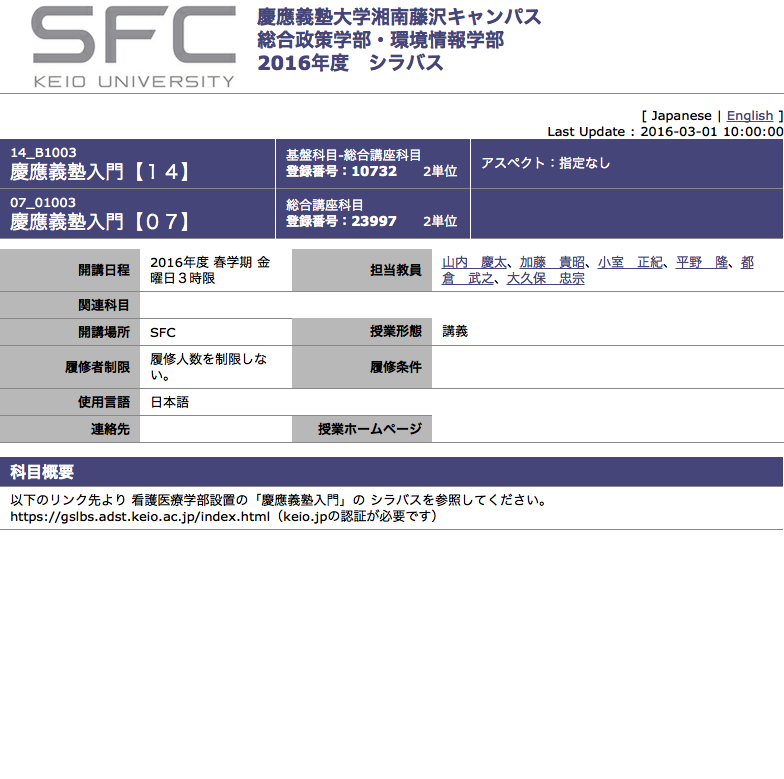 SFC
KEIO UNIVERSITY
慶應義塾大学湘南藤沢キャンパス
総合政策学部・環境情報学部
2016年度　シラバス
[ Japanese | English ]
Last Update : 2016-03-01 10:00:00
14_B1003
慶應義塾入門【１４】
基盤科目-総合講座科目
登録番号：10732　2単位
アスペクト：指定なし
07_01003
慶應義塾入門【０７】
総合講座科目
登録番号：23997　2単位
開講日程
2016年度 春学期 金
曜日３時限
担当教員
山内　慶太、加藤　貴昭、小室　正紀、平野　隆、都
倉　武之、大久保　忠宗
関連科目
開講場所
SFC
授業形態
講義
履修者制限
履修人数を制限しな
い。
履修条件
使用言語
日本語
連絡先
授業ホームページ
科目概要
以下のリンク先より 看護医療学部設置の「慶應義塾入門」の シラバスを参照してください。
https://gslbs.adst.keio.ac.jp/index.html（keio.jpの認証が必要です）